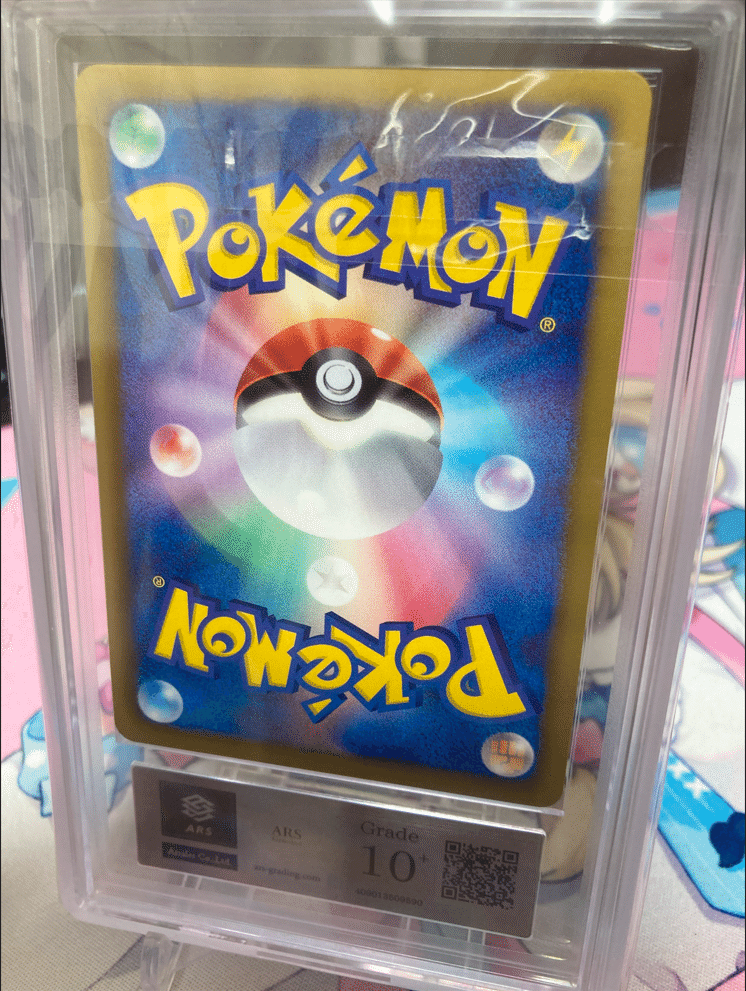 POKéMON
®
®
POKéMON
ARS
ARS
Grade
10+
ars-grading.com